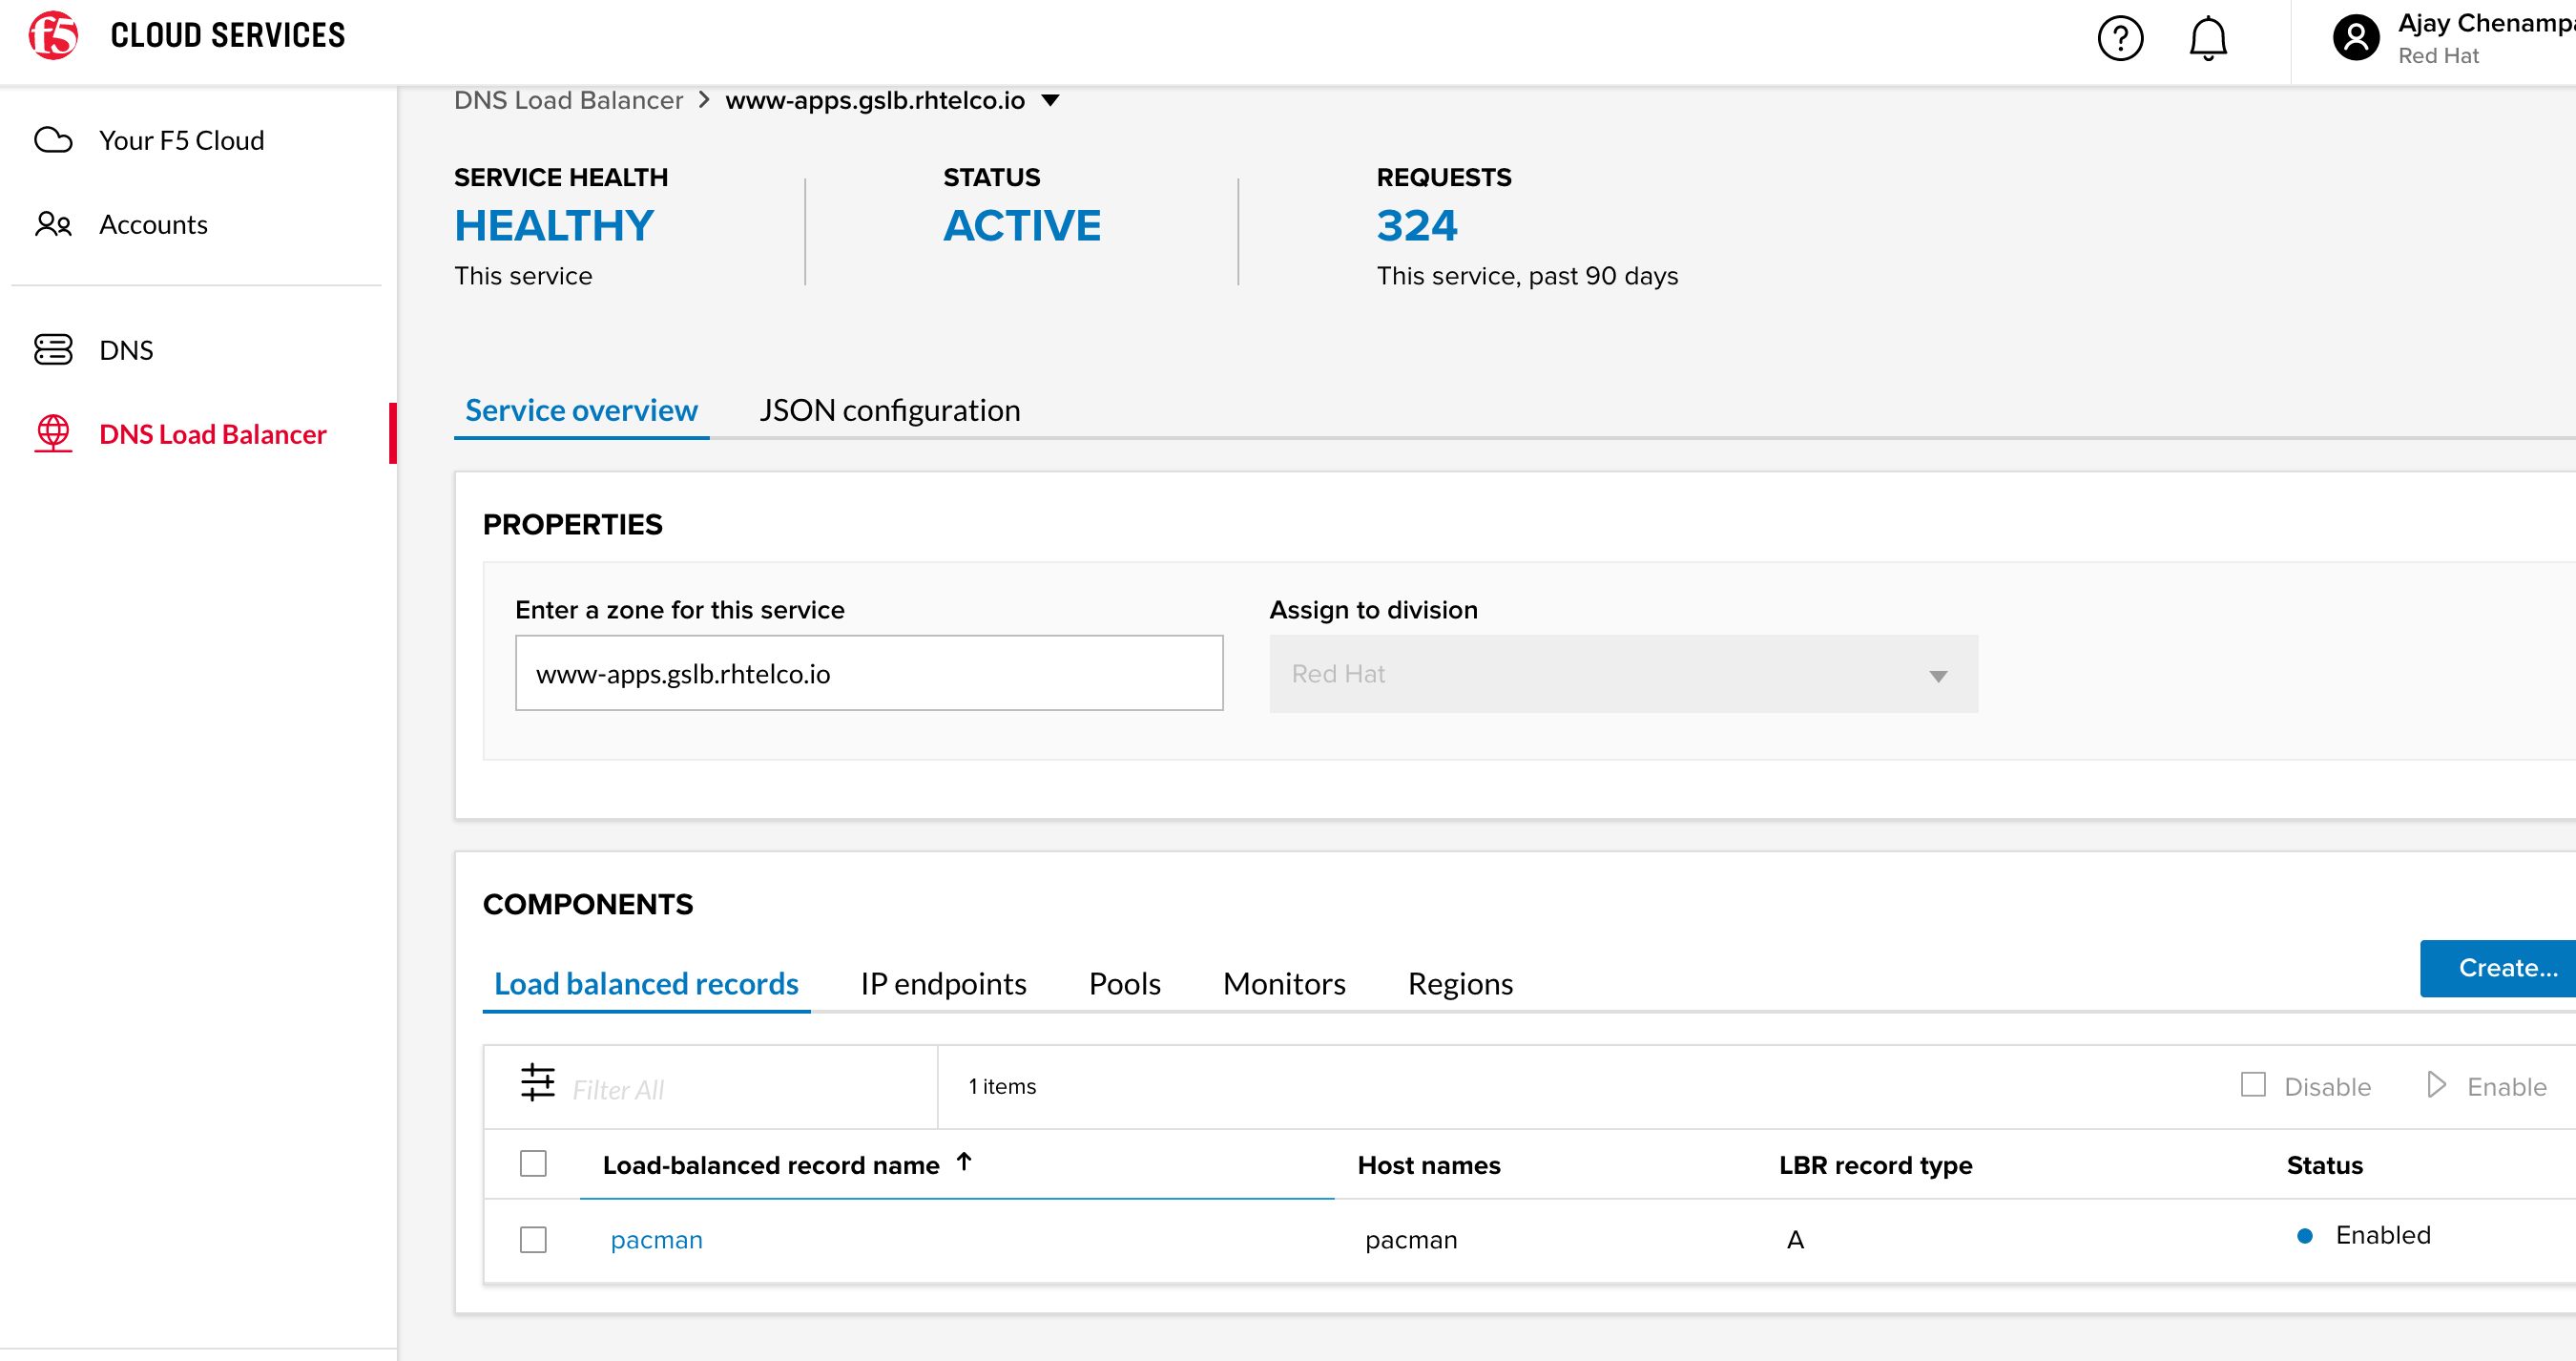 f5 CLOUD SERVICES
?
Ajay Chenampa
Red Hat
Your F5 Cloud
Accounts
DNS
DNS Load Balancer
DNS Load Balancer > www-apps.gslb.rhtelco.io
SERVICE HEALTH
HEALTHY
This service
STATUS
ACTIVE
REQUESTS
324
This service, past 90 days
Service overview JSON configuration
PROPERTIES
Enter a zone for this service
www-apps.gslb.rhtelco.io
Assign to division
Red Hat
COMPONENTS
Create...
Load balanced records IP endpoints Pools Monitors Regions
Filter All 1 items Disable Enable
Load-balanced record name ↑ Host names LBR record type Status
pacman pacman A Enabled